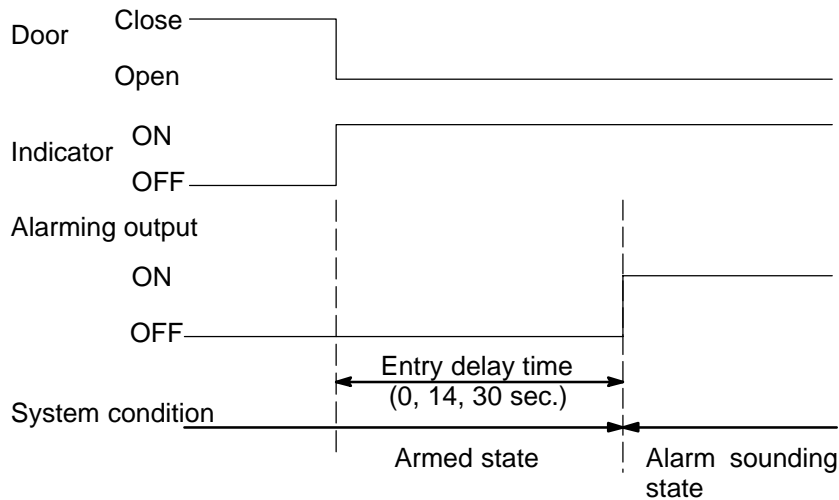 Door
Close
Open
Indicator
ON
OFF
Alarming output
ON
OFF
Entry delay time
(0, 14, 30 sec.)
System condition
Armed state
Alarm sounding
state